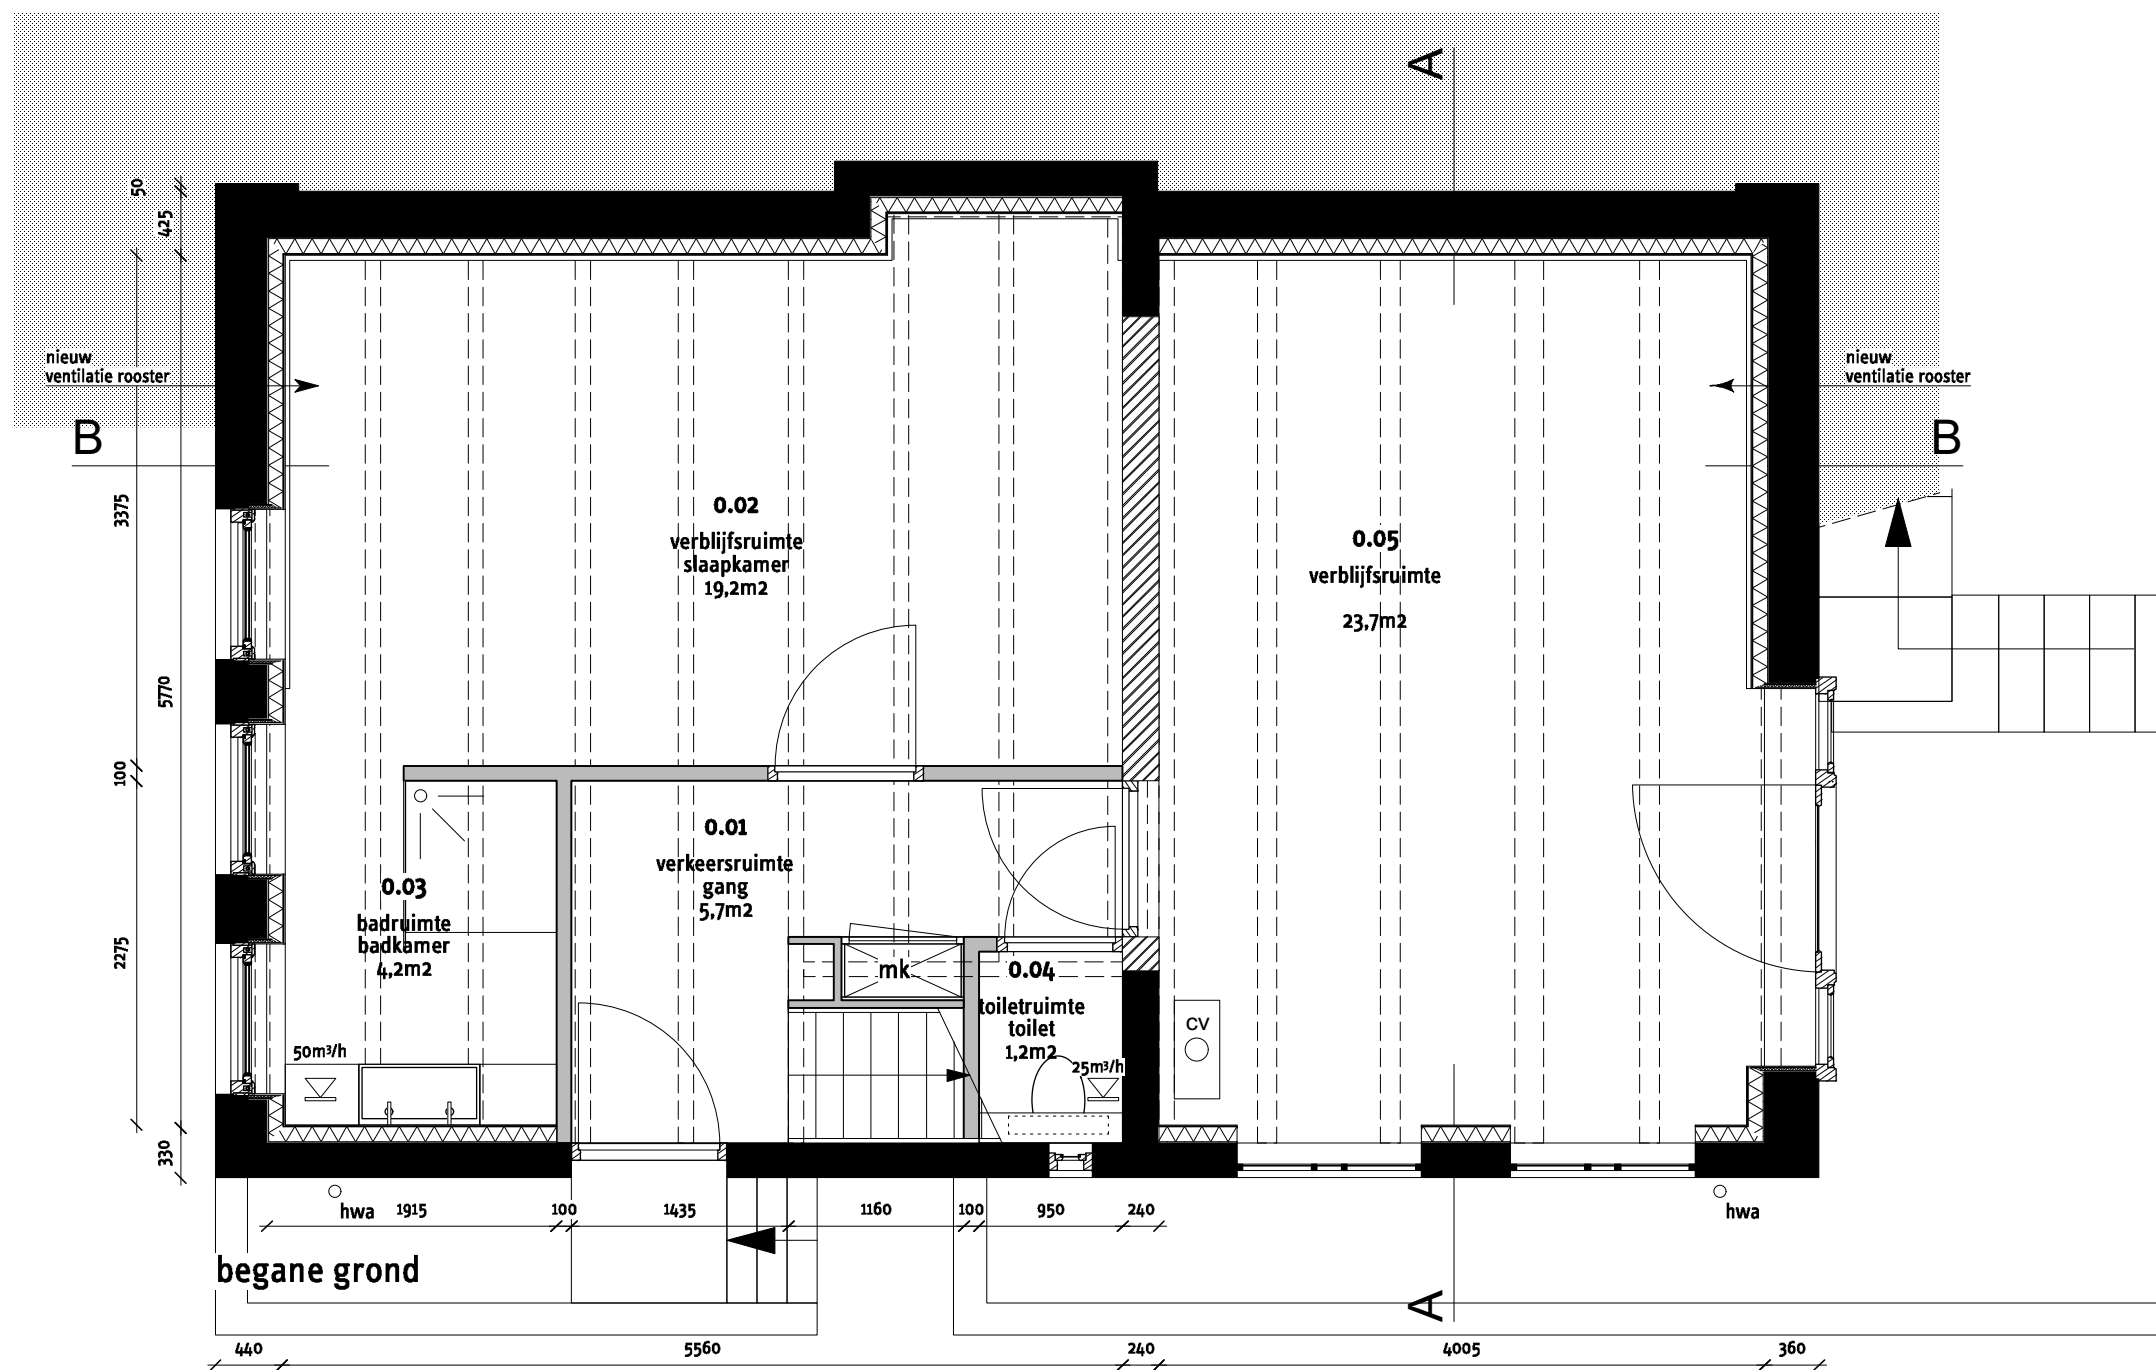 A
50
425
nieuw
ventilatie rooster
nieuw
ventilatie rooster
B
B
3375
0.02
verblijfsruimte
slaapkamer
19,2m2
0.05
verblijfsruimte
23,7m2
5770
100
0.01
verkeersruimte
gang
5,7m2
0.03
badruimte
badkamer
4,2m2
2275
mk
0.04
toiletruimte
toilet
1,2m2
CV
50m³/h
25m³/h
330
hwa
1915
100
1435
1160
100
950
240
hwa
begane grond
A
440
5560
240
4005
360